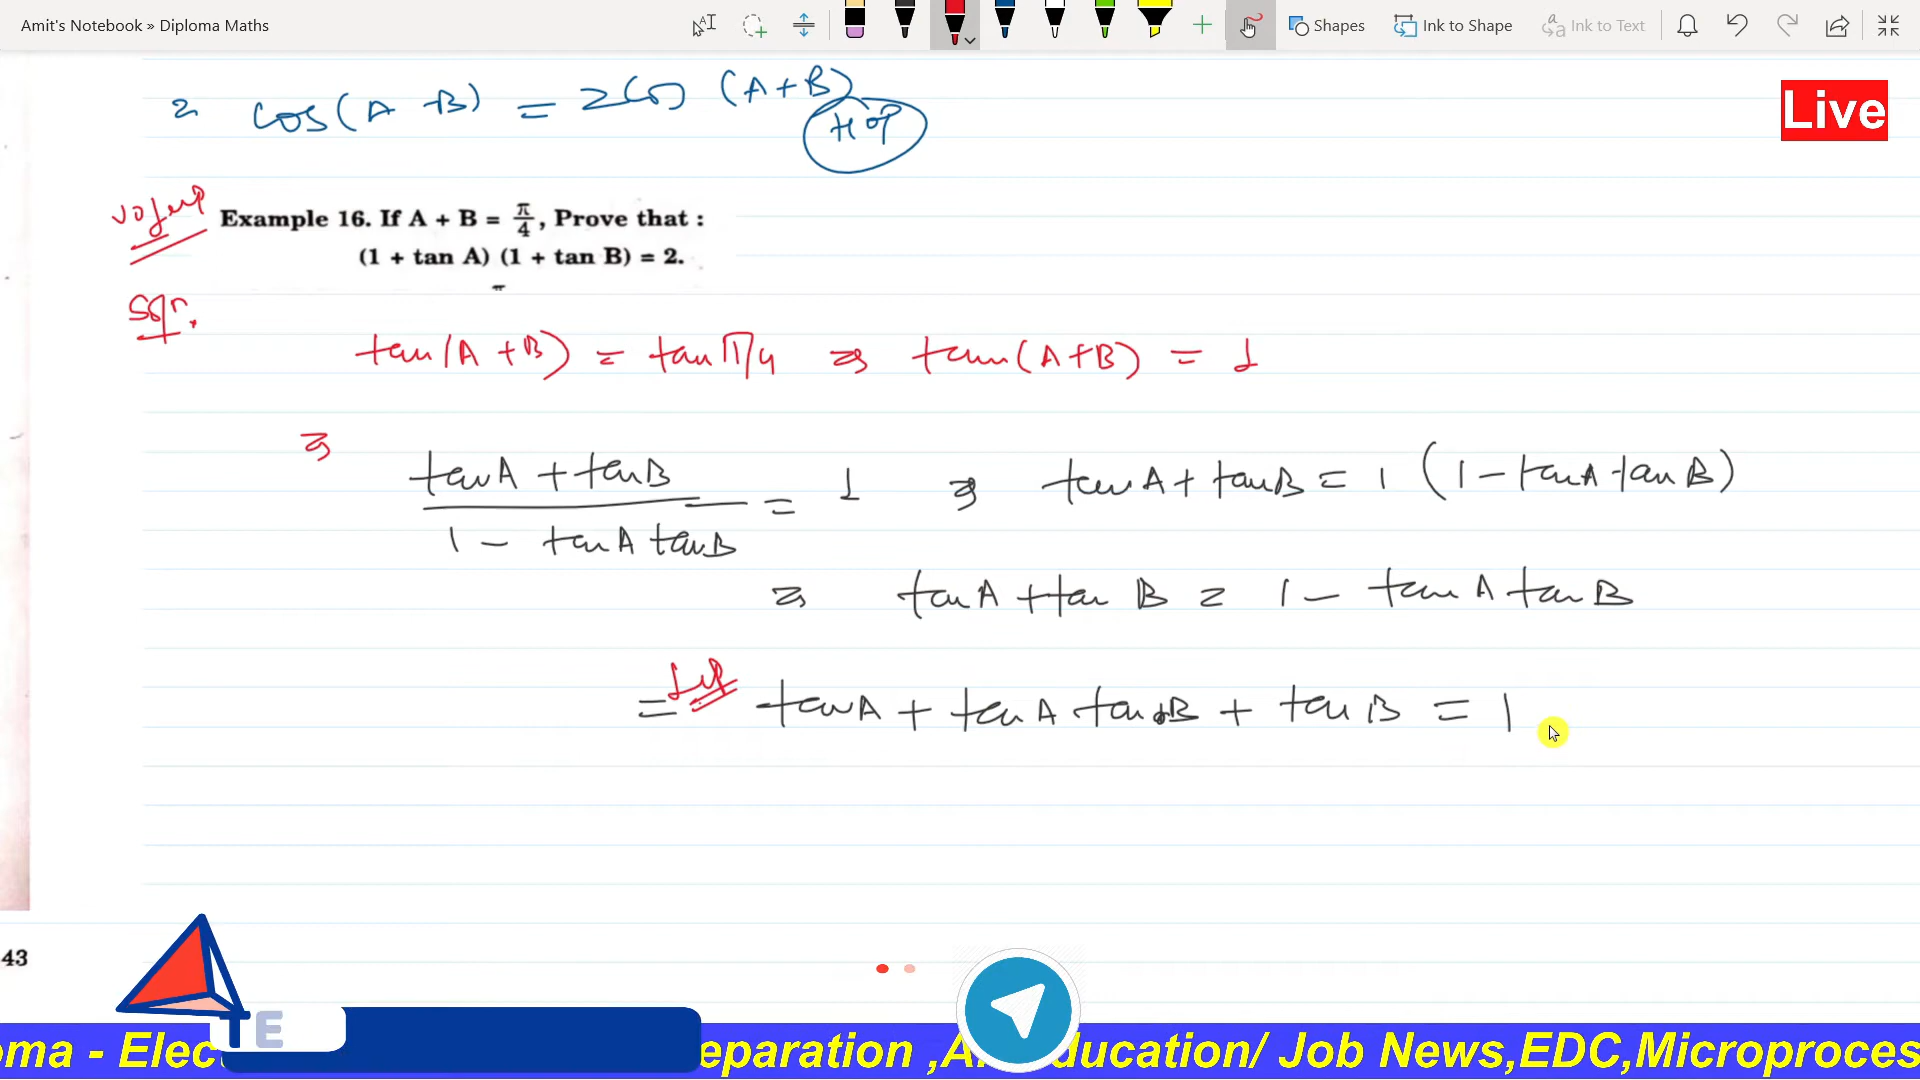 Amit's Notebook » Diploma Maths
Shapes
Ink to Shape
Ink to Text
Live
cos(A - B) = 2cos (A+B)
Example 16. If A + B = π/4, Prove that :
(1 + tan A) (1 + tan B) = 2.
Soln.
tan(A+B) = tan π/4 ⇒ tan(A+B) = 1
⇒ (tanA + tanB)/(1 - tanA tanB) = 1 ⇒ tanA + tanB = 1 (1 - tanA tanB)
⇒ tanA + tan B = 1 - tanA tanB
= tanA + tanA tanB + tanB = 1
43
TE
oma - Elec eparation ,A ducation/ Job News,EDC,Microproces